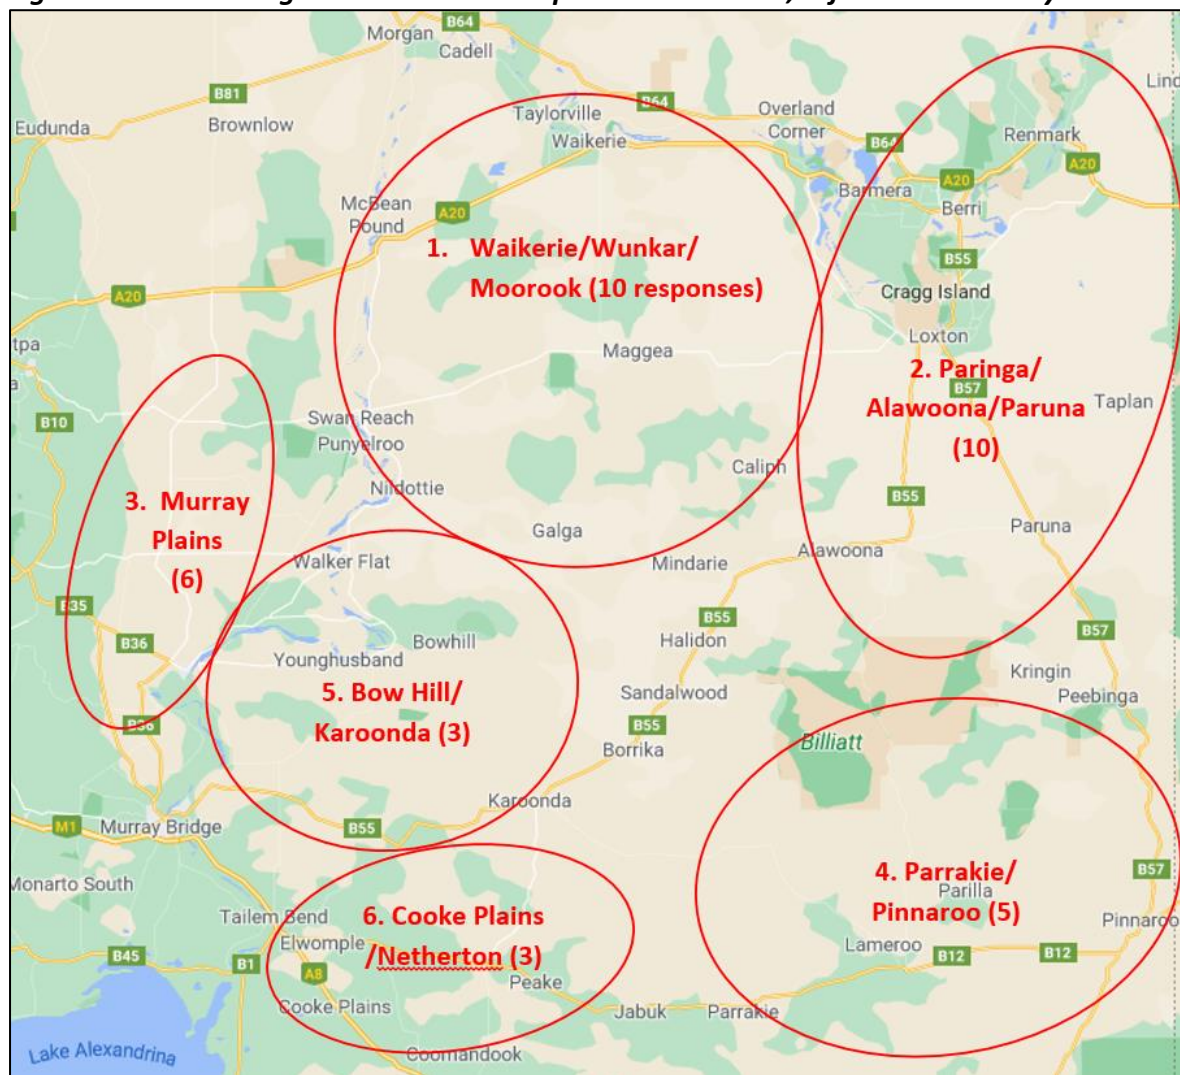 Morgan
B64
Cadell
Lind
B81
Brownlow
Eudunda
Taylorville
B64
Overland
Corner
Waikerie
B64
Renmark
A20
McBean
Pound
A20
Barmera
A20
Berri
1. Waikerie/Wunkar/
Moorook (10 responses)
B55
Cragg Island
A20
Loxton
tpa
a
Maggea
2. Paringa/
B57
Alawoona/Paruna
(10)
Taplan
B10
Swan Reach
Punyelroo
Caliph
Nildottie
B55
3. Murray
Plains
(6)
Galga
Paruna
Alawoona
Walker Flat
Mindarie
B35
B55
B36
Bowhill
Halidon
B57
Younghusband
Kringin
5. Bow Hill/
Karoonda (3)
Sandalwood
Peebinga
B36
B55
Borrika
Billiatt
Karoonda
M1
Murray Bridge
B55
4. Parrakie/
Parilla
Pinnaroo (5)
B57
Monarto South
Tailem Bend
6. Cooke Plains
/Netherton (3)
Pinnaroo
Elwomple
Lameroo
B12
B12
B45
B1
A8
Peake
Cooke Plains
Jabuk
Parrakie
Lake Alexandrina
Coomandook